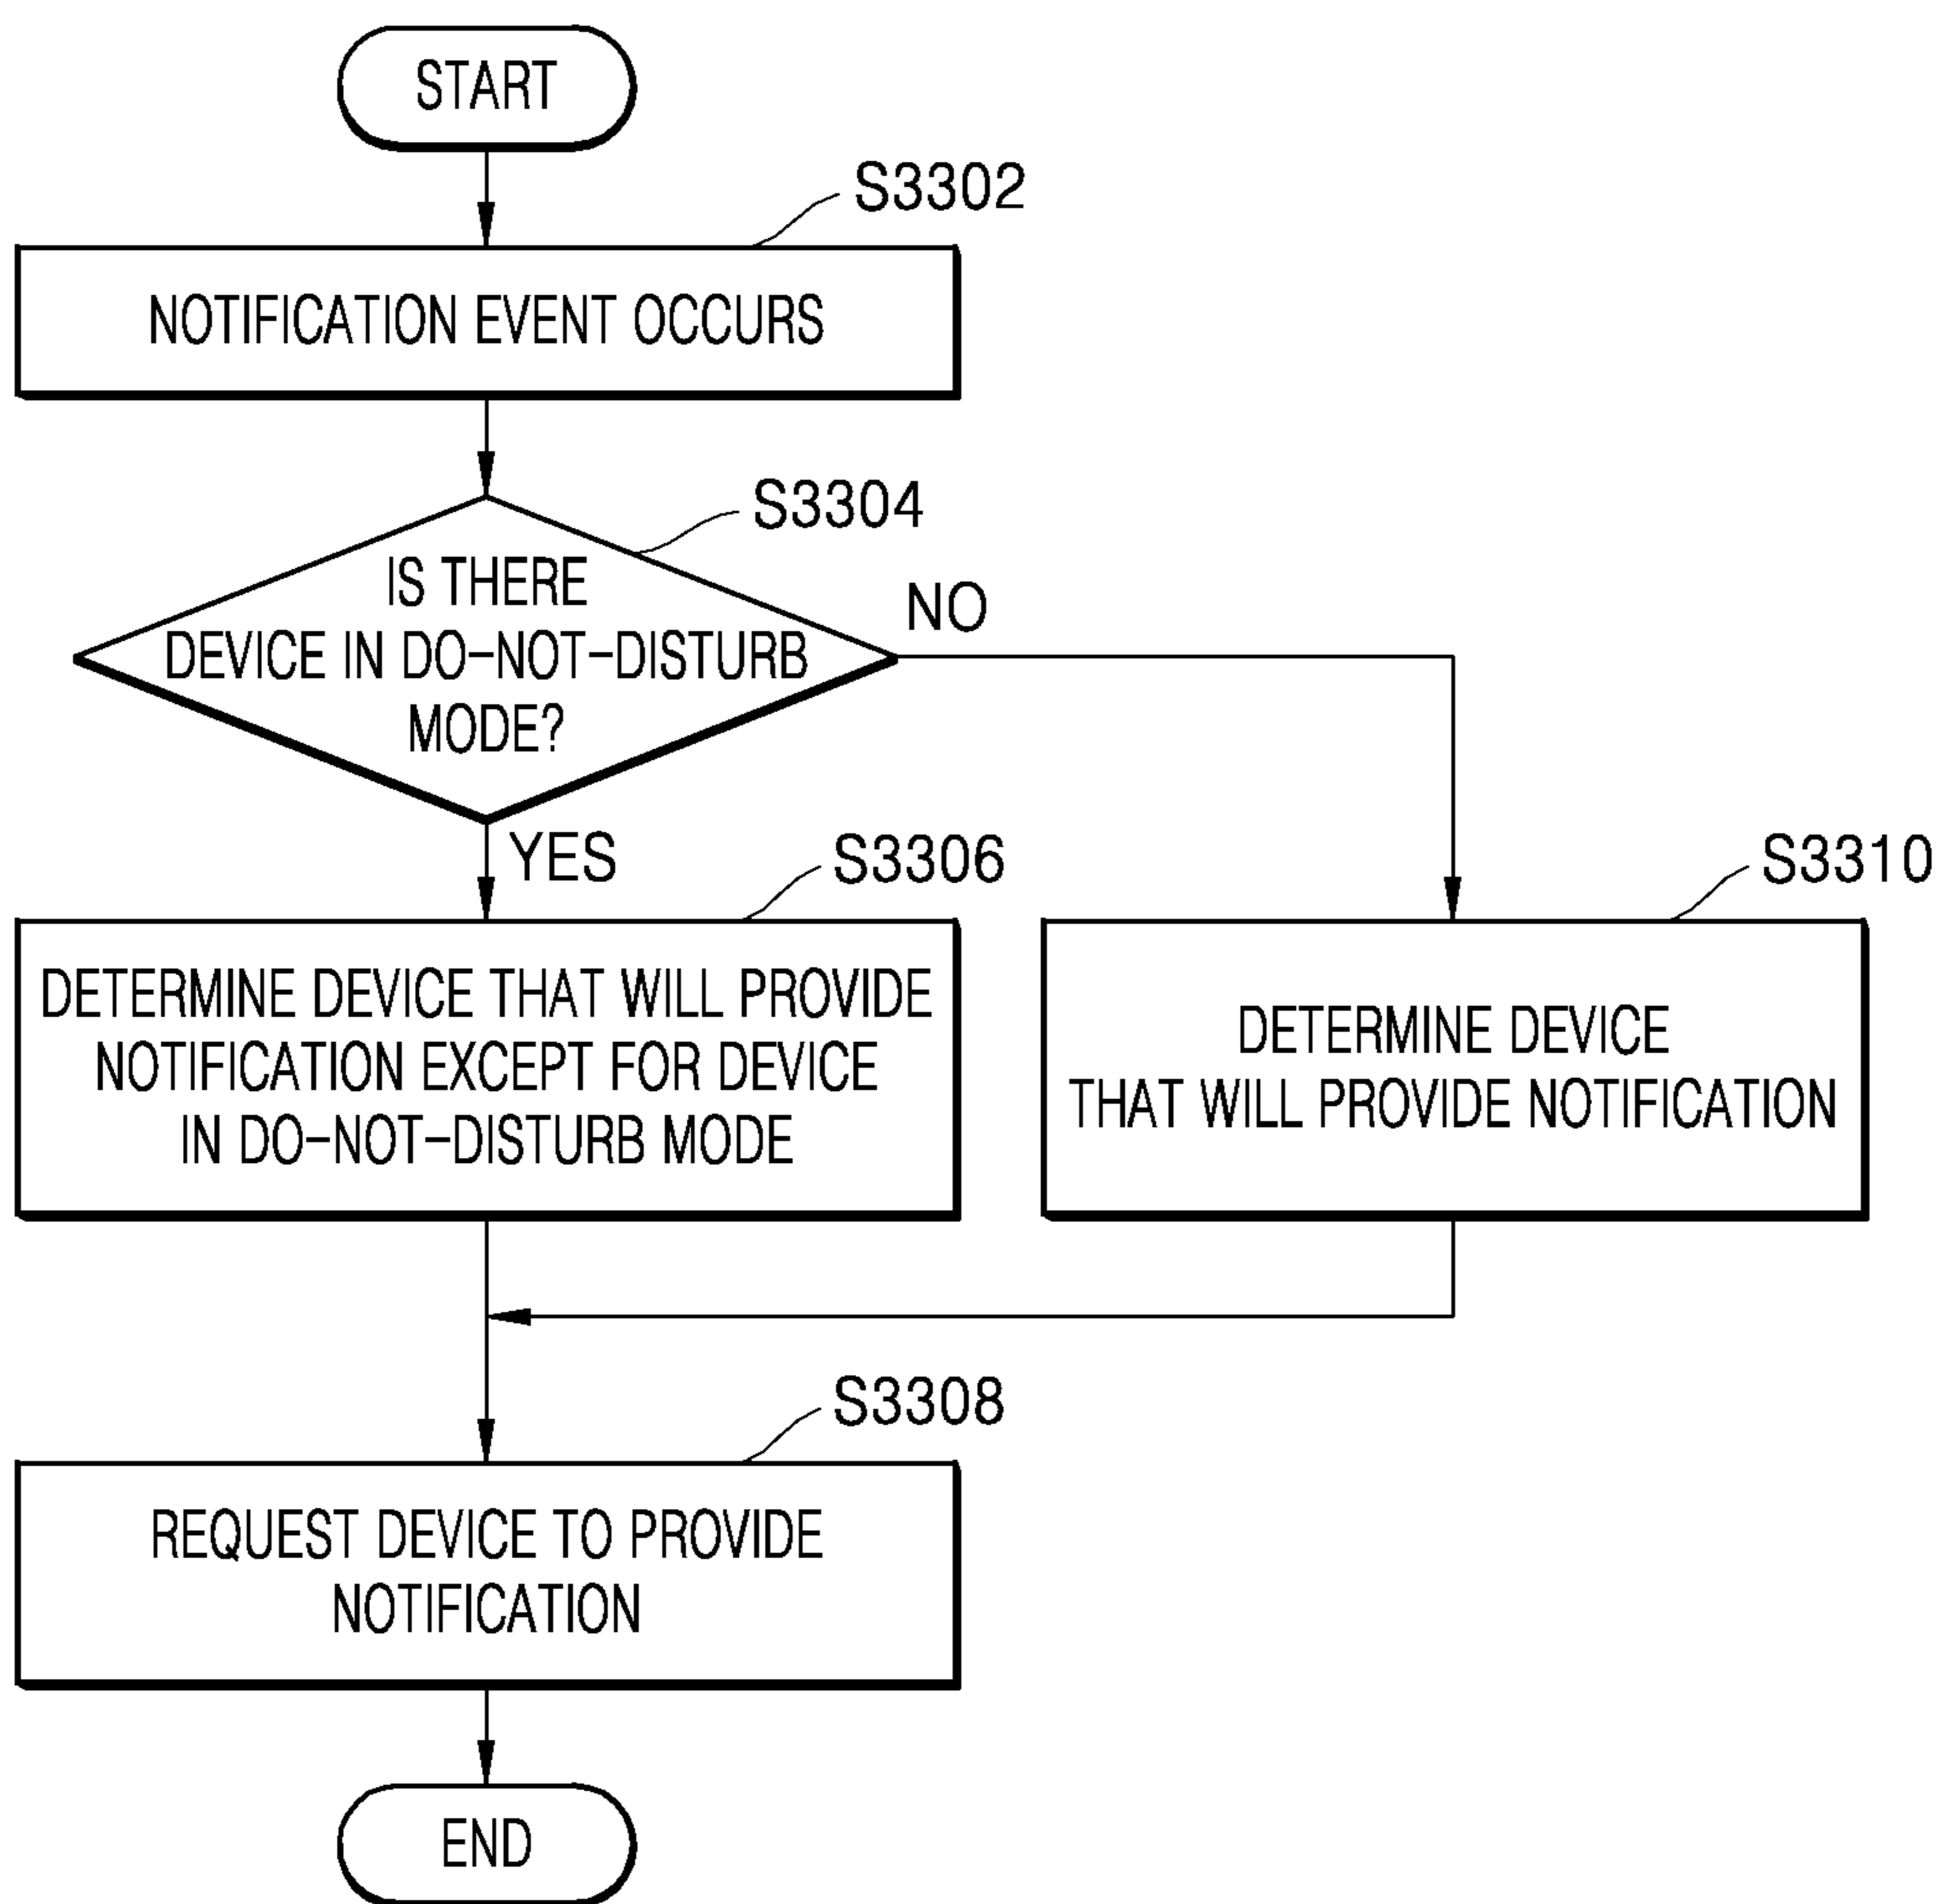 START
S3302
NOTIFICATION EVENT OCCURS
S3304
IS THERE
DEVICE IN DO-NOT-DISTURB
MODE?
NO
YES
S3306
DETERMINE DEVICE THAT WILL PROVIDE
NOTIFICATION EXCEPT FOR DEVICE
IN DO-NOT-DISTURB MODE
S3310
DETERMINE DEVICE
THAT WILL PROVIDE NOTIFICATION
S3308
REQUEST DEVICE TO PROVIDE
NOTIFICATION
END